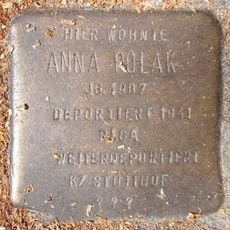 HIER WOHNTE
ANNA POLAK
JG. 1907
DEPORTIERT 1941
RIGA
WEITERDEPORTIERT
KZ STUTTHOF
???